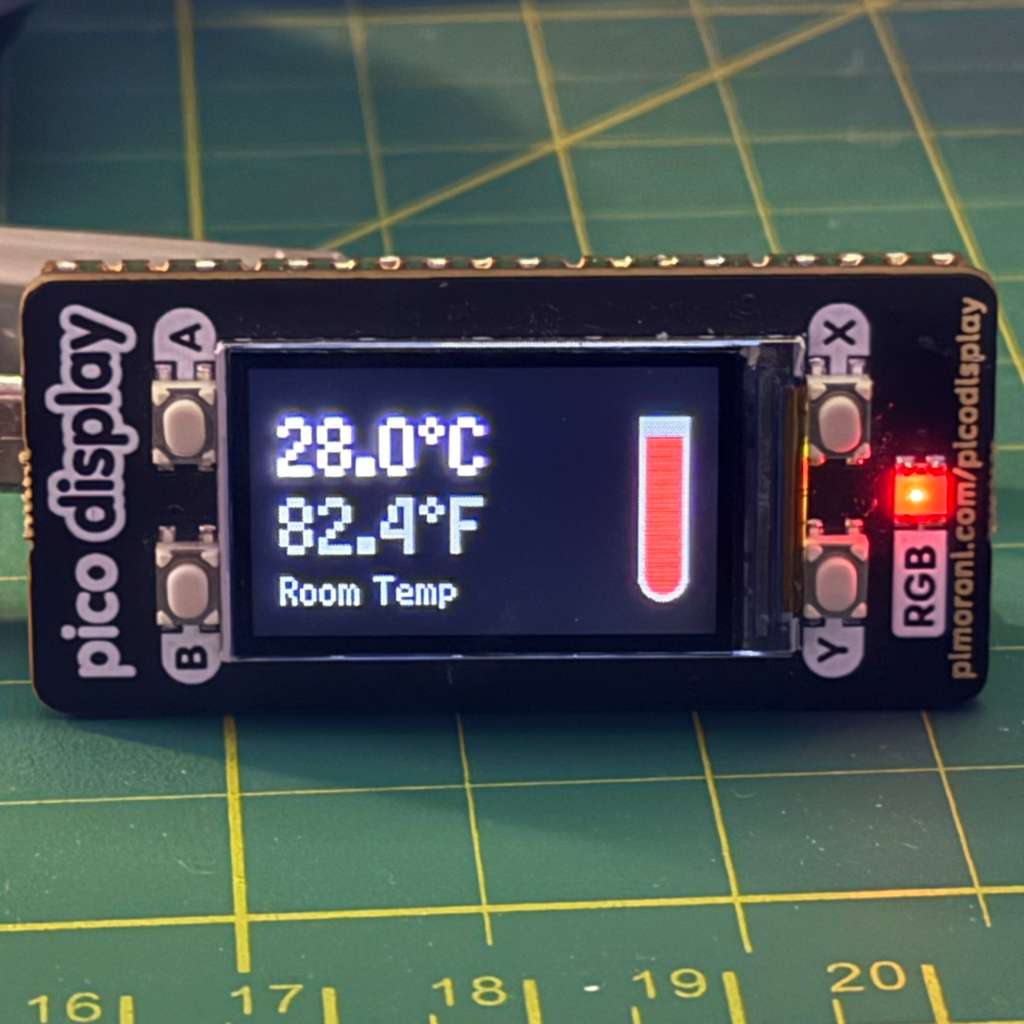 pico display
A
B
28.0°C
82.4°F
Room Temp
X
Y
RGB
pimoroni.com/picodisplay
16 17 18 19 20